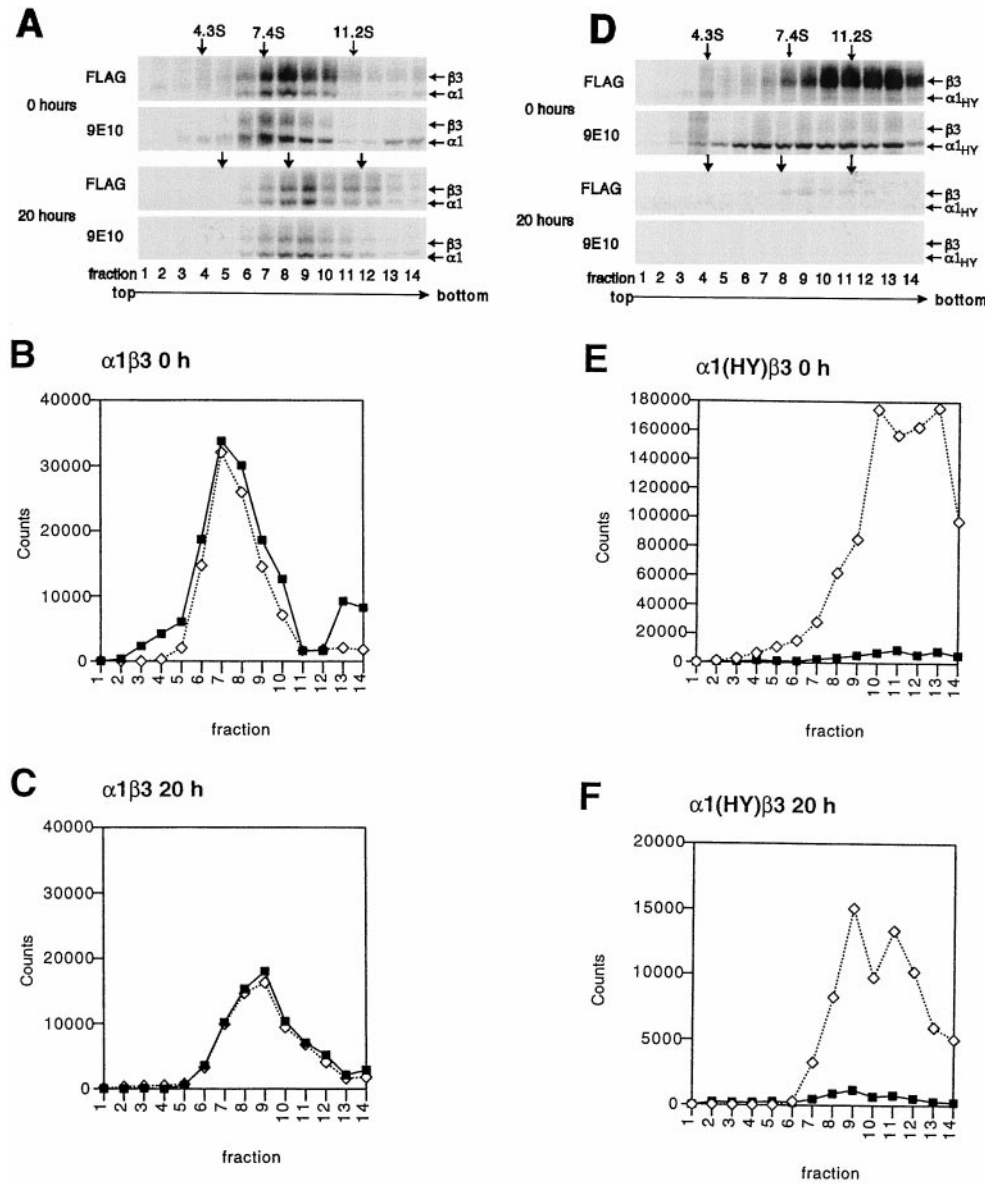 A
4.3S 7.4S 11.2S
FLAG
β3
α1
0 hours
9E10
β3
α1
FLAG
β3
α1
20 hours
9E10
β3
α1
fraction 1 2 3 4 5 6 7 8 9 10 11 12 13 14
top bottom
D
4.3S 7.4S 11.2S
FLAG
β3
α1HY
0 hours
9E10
β3
α1HY
FLAG
β3
α1HY
20 hours
9E10
β3
α1HY
fraction 1 2 3 4 5 6 7 8 9 10 11 12 13 14
top bottom
B
α1β3 0 h
40000
30000
20000
10000
0
Counts
1 2 3 4 5 6 7 8 9 10 11 12 13 14
fraction
E
α1(HY)β3 0 h
180000
160000
140000
120000
100000
80000
60000
40000
20000
0
Counts
1 2 3 4 5 6 7 8 9 10 11 12 13 14
fraction
C
α1β3 20 h
40000
30000
20000
10000
0
Counts
1 2 3 4 5 6 7 8 9 10 11 12 13 14
fraction
F
α1(HY)β3 20 h
20000
15000
10000
5000
0
Counts
1 2 3 4 5 6 7 8 9 10 11 12 13 14
fraction